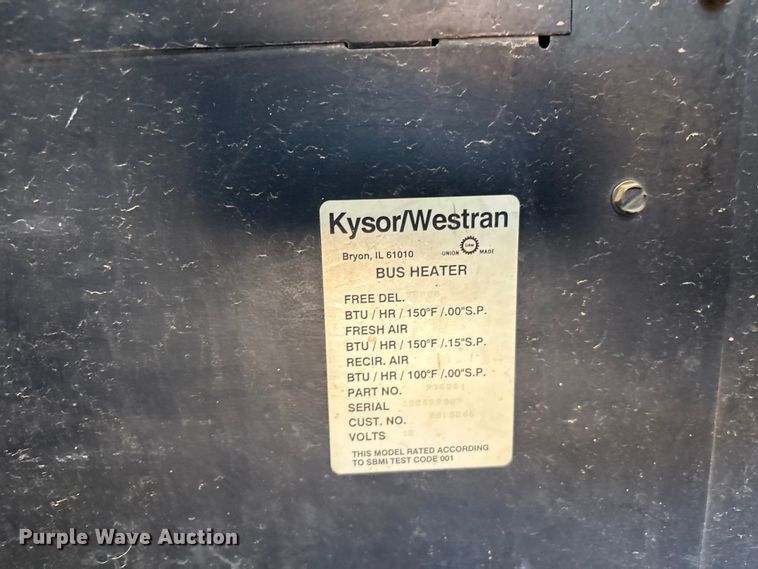 Kysor/Westran
Bryon, IL 61010 UNION UAW MADE
BUS HEATER
FREE DEL.
BTU / HR / 150°F /.00"S.P.
FRESH AIR
BTU / HR / 150°F /.15"S.P.
RECIR. AIR
BTU / HR / 100°F /.00"S.P.
PART NO.
SERIAL
CUST. NO.
VOLTS 12
THIS MODEL RATED ACCORDING
TO SBMI TEST CODE 001
Purple Wave Auction®